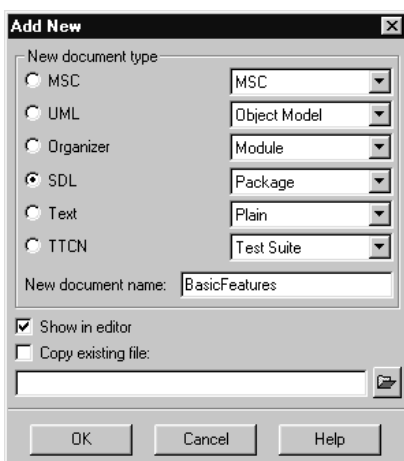 Add New
New document type
MSC MSC
UML Object Model
Organizer Module
SDL Package
Text Plain
TTCN Test Suite
New document name: BasicFeatures
Show in editor
Copy existing file:
OK Cancel Help